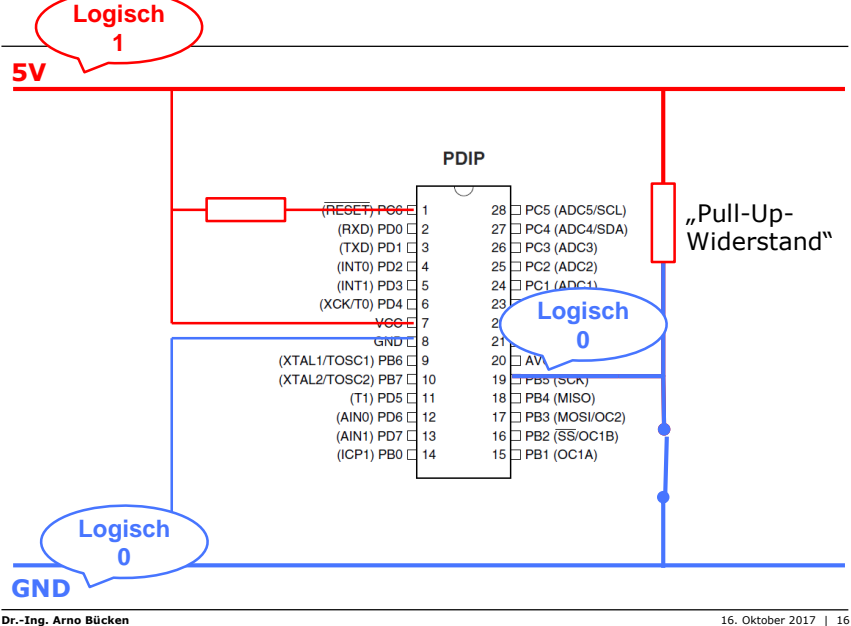 Logisch
1
5V
PDIP
(RESET) PC6 1
(RXD) PD0 2
(TXD) PD1 3
(INT0) PD2 4
(INT1) PD3 5
(XCK/T0) PD4 6
VCC 7
GND 8
(XTAL1/TOSC1) PB6 9
(XTAL2/TOSC2) PB7 10
(T1) PD5 11
(AIN0) PD6 12
(AIN1) PD7 13
(ICP1) PB0 14
28 PC5 (ADC5/SCL)
27 PC4 (ADC4/SDA)
26 PC3 (ADC3)
25 PC2 (ADC2)
24 PC1 (ADC1)
23
21
20
19 PB5 (SCK)
18 PB4 (MISO)
17 PB3 (MOSI/OC2)
16 PB2 (SS/OC1B)
15 PB1 (OC1A)
Logisch
0
„Pull-Up-
Widerstand“
Logisch
0
GND
Dr.-Ing. Arno Bücken
16. Oktober 2017 | 16